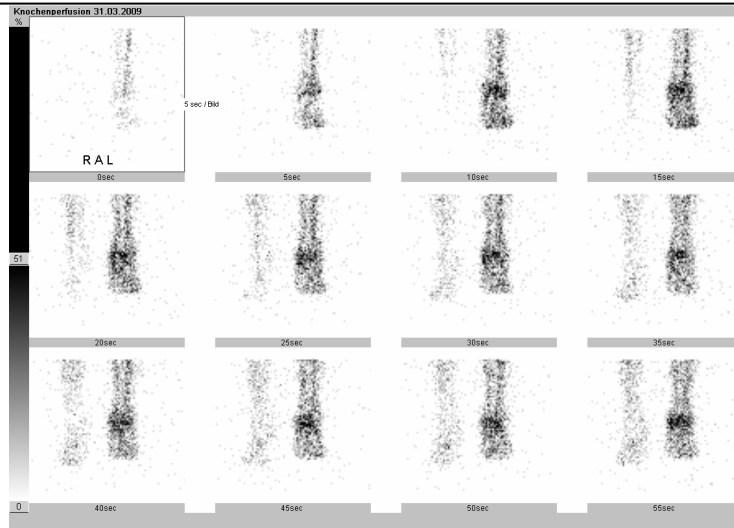 Knochenperfusion 31.03.2009
%
5 sec / Bild
R A L
0sec
5sec
10sec
15sec
51
20sec
25sec
30sec
35sec
0
40sec
45sec
50sec
55sec